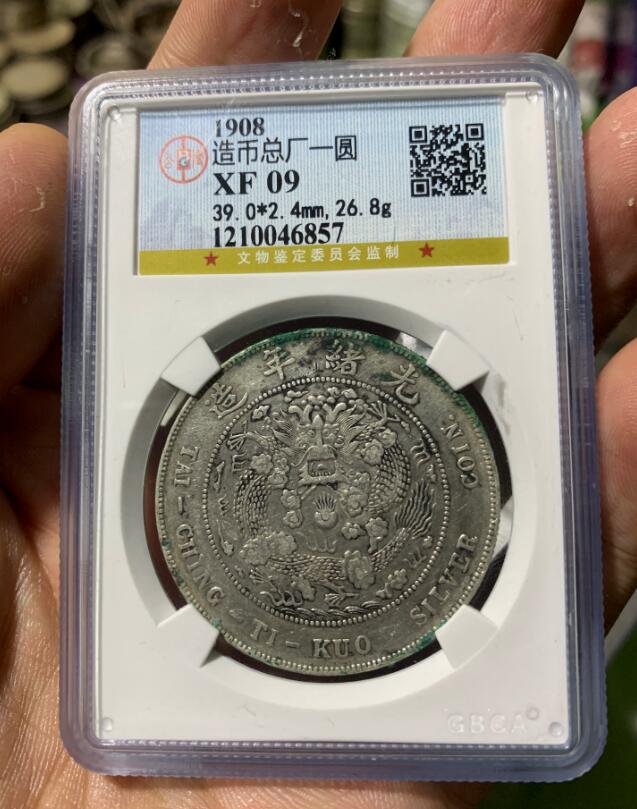 1908
造币总厂一圆
XF 09
39.0*2.4mm,26.8g
1210046857
★ 文物鉴定委员会监制 ★
造年緒光
TAI-CHING-TI-KUO SILVER COIN.
GBCA